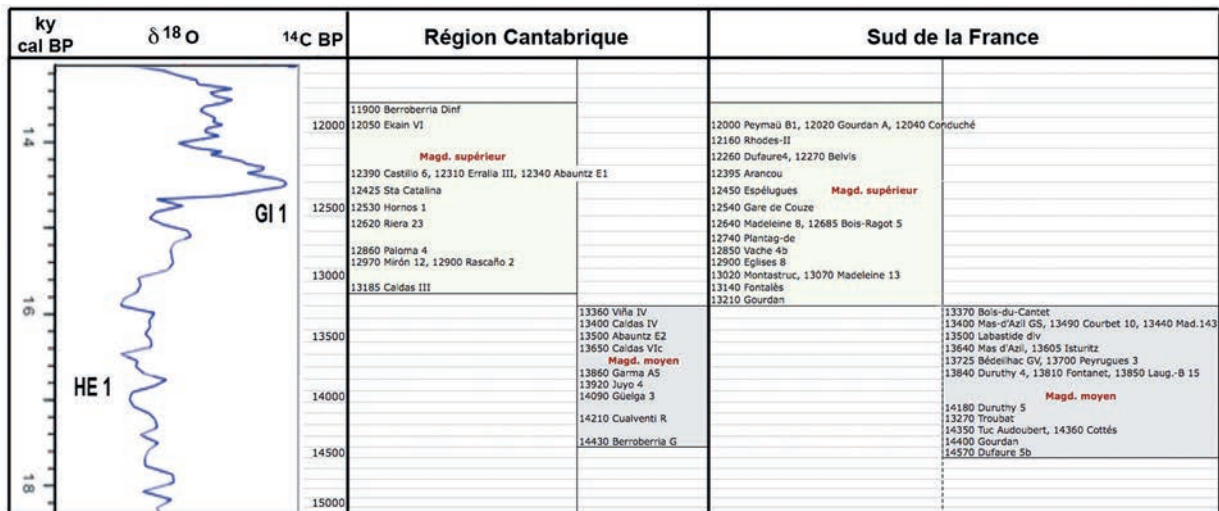 ky
cal BP
δ 18 O
14C BP
Région Cantabrique
Sud de la France
14
16
18
GI 1
HE 1
12000
12500
13000
13500
14000
14500
15000
11900 Berroberria Dinf
12050 Ekain VI
Magd. supérieur
12390 Castillo 6, 12310 Erralla III, 12340 Abauntz E1
12425 Sta Catalina
12530 Hornos 1
12620 Riera 23
12860 Paloma 4
12970 Mirón 12, 12900 Rascaño 2
13185 Caldas III
13360 Viña IV
13400 Caldas IV
13500 Abauntz E2
13650 Caldas VIc
Magd. moyen
13860 Garma A5
13920 Juyo 4
14090 Güelga 3
14210 Cualventi R
14430 Berroberria G
12000 Peymaü B1, 12020 Gourdan A, 12040 Conduché
12160 Rhodes-II
12260 Dufaure4, 12270 Belvis
12395 Arancou
12450 Espélugues Magd. supérieur
12540 Gare de Couze
12640 Madeleine 8, 12685 Bois-Ragot 5
12740 Plantag-de
12850 Vache 4b
12900 Eglises 8
13020 Montastruc, 13070 Madeleine 13
13140 Fontalès
13210 Gourdan
13370 Bois-du-Cantet
13400 Mas-d'Azil GS, 13490 Courbet 10, 13440 Mad.143
13500 Labastide div
13640 Mas d'Azil, 13605 Isturitz
13725 Bédeilhac GV, 13700 Peyrugues 3
13840 Duruthy 4, 13810 Fontanet, 13850 Laug.-B 15
Magd. moyen
14180 Duruthy 5
13270 Troubat
14350 Tuc Audoubert, 14360 Cottés
14400 Gourdan
14570 Dufaure 5b